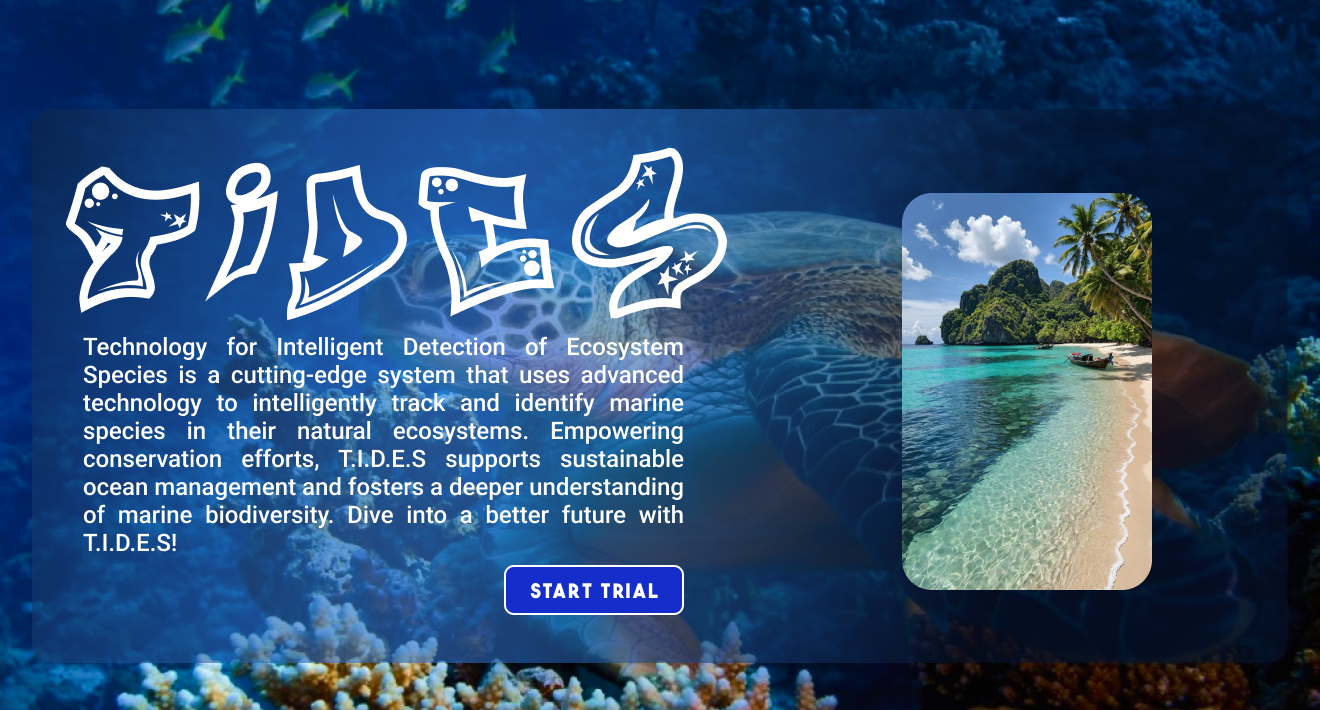 TiDES
Technology for Intelligent Detection of Ecosystem
Species is a cutting-edge system that uses advanced
technology to intelligently track and identify marine
species in their natural ecosystems. Empowering
conservation efforts, T.I.D.E.S supports sustainable
ocean management and fosters a deeper understanding
of marine biodiversity. Dive into a better future with
T.I.D.E.S!
START TRIAL